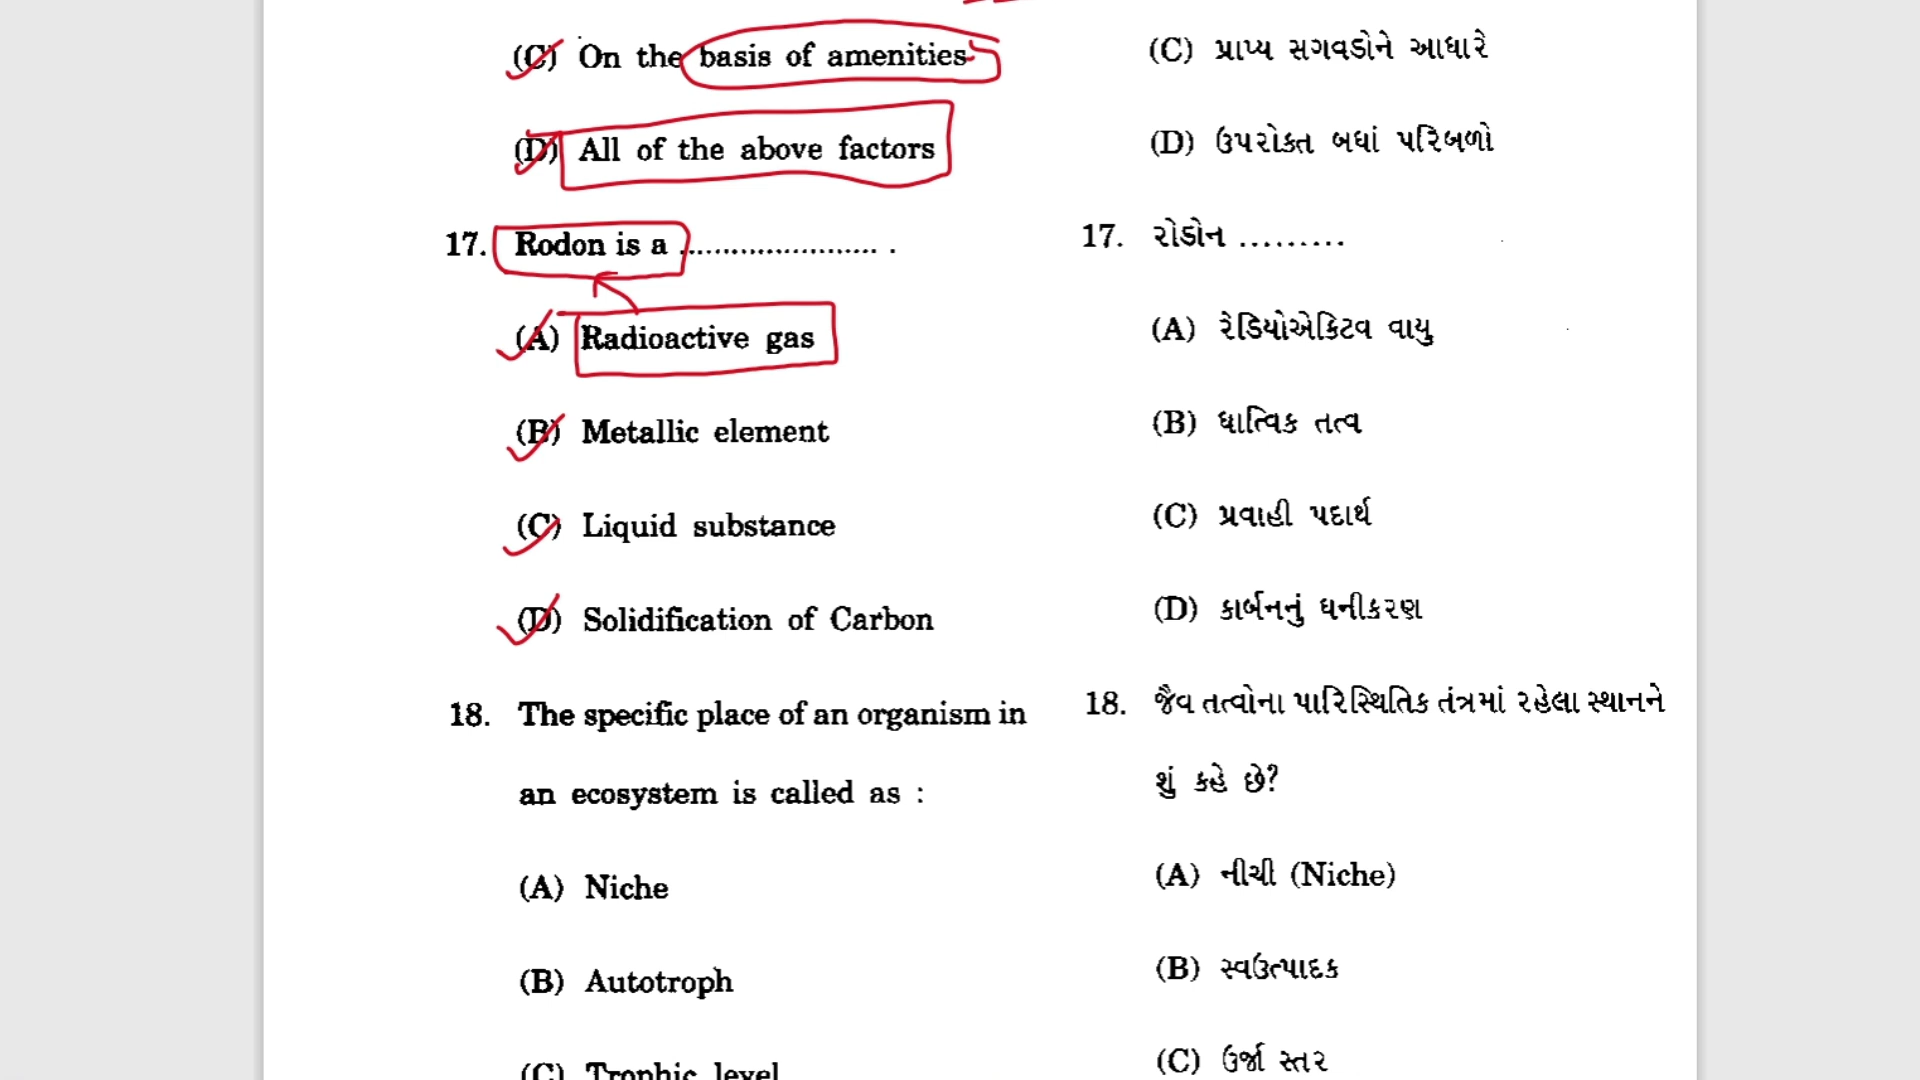 (C) On the basis of amenities
(D) All of the above factors
17. Rodon is a ........................ .
(A) Radioactive gas
(B) Metallic element
(C) Liquid substance
(D) Solidification of Carbon
18. The specific place of an organism in
an ecosystem is called as :
(A) Niche
(B) Autotroph
(C) Trophic level
(C) પ્રાપ્ય સગવડોને આધારે
(D) ઉપરોક્ત બધાં પરિબળો
17. રોડોન .........
(A) રેડિયોએક્ટિવ વાયુ
(B) ધાત્વિક તત્વ
(C) પ્રવાહી પદાર્થ
(D) કાર્બનનું ઘનીકરણ
18. જૈવ તત્વોના પારિસ્થિતિક તંત્રમાં રહેલા સ્થાનને
શું કહે છે?
(A) નીચી (Niche)
(B) સ્વઉત્પાદક
(C) ઉર્જા સ્તર